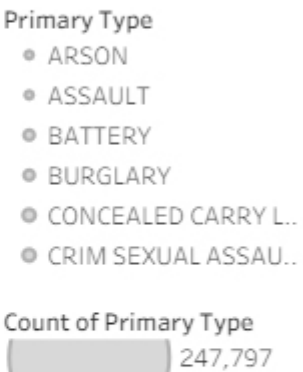 Primary Type
ARSON
ASSAULT
BATTERY
BURGLARY
CONCEALED CARRY L..
CRIM SEXUAL ASSAU..
Count of Primary Type
247,797